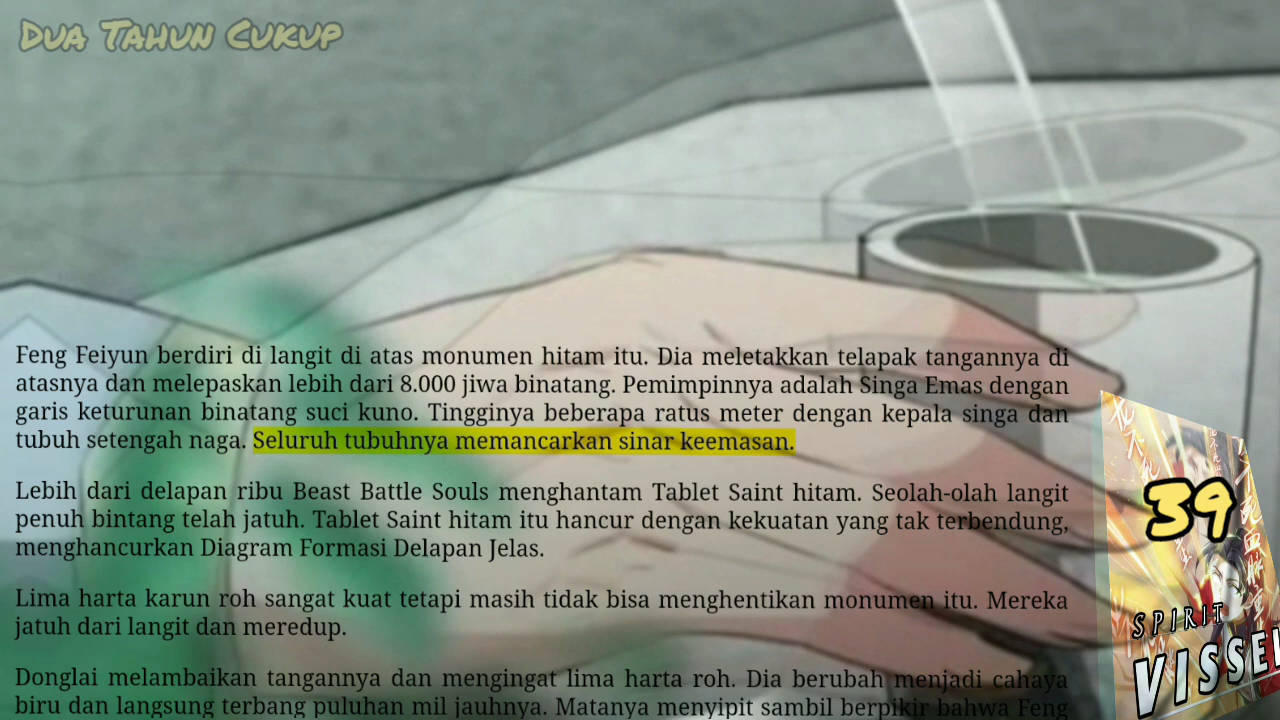 Dua Tahun Cukup
Feng Feiyun berdiri di langit di atas monumen hitam itu. Dia meletakkan telapak tangannya di
atasnya dan melepaskan lebih dari 8.000 jiwa binatang. Pemimpinnya adalah Singa Emas dengan
garis keturunan binatang suci kuno. Tingginya beberapa ratus meter dengan kepala singa dan
tubuh setengah naga. Seluruh tubuhnya memancarkan sinar keemasan.
Lebih dari delapan ribu Beast Battle Souls menghantam Tablet Saint hitam. Seolah-olah langit
penuh bintang telah jatuh. Tablet Saint hitam itu hancur dengan kekuatan yang tak terbendung,
menghancurkan Diagram Formasi Delapan Jelas.
Lima harta karun roh sangat kuat tetapi masih tidak bisa menghentikan monumen itu. Mereka
jatuh dari langit dan meredup.
Donglai melambaikan tangannya dan mengingat lima harta roh. Dia berubah menjadi cahaya
biru dan langsung terbang puluhan mil jauhnya. Matanya menyipit sambil berpikir bahwa Feng
39
SPIRIT
VISSEL